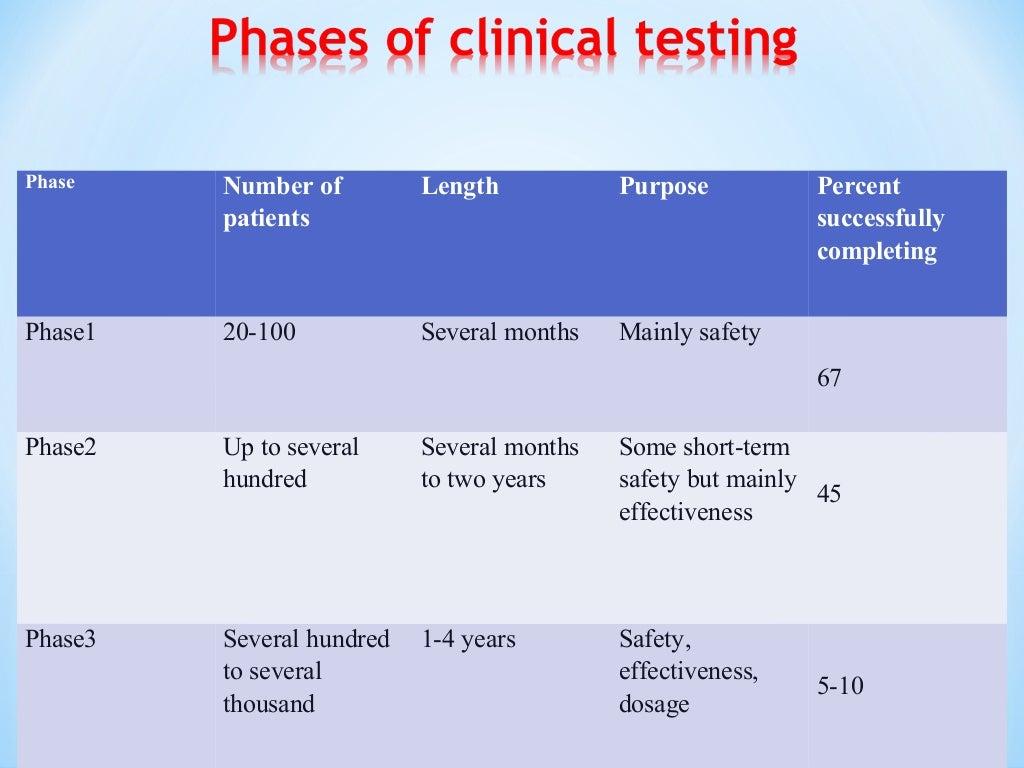 Phases of clinical testing
Phase
Number of
patients
Length
Purpose
Percent
successfully
completing
Phase1
20-100
Several months
Mainly safety
67
Phase2
Up to several
hundred
Several months
to two years
Some short-term
safety but mainly
effectiveness
45
Phase3
Several hundred
to several
thousand
1-4 years
Safety,
effectiveness,
dosage
5-10